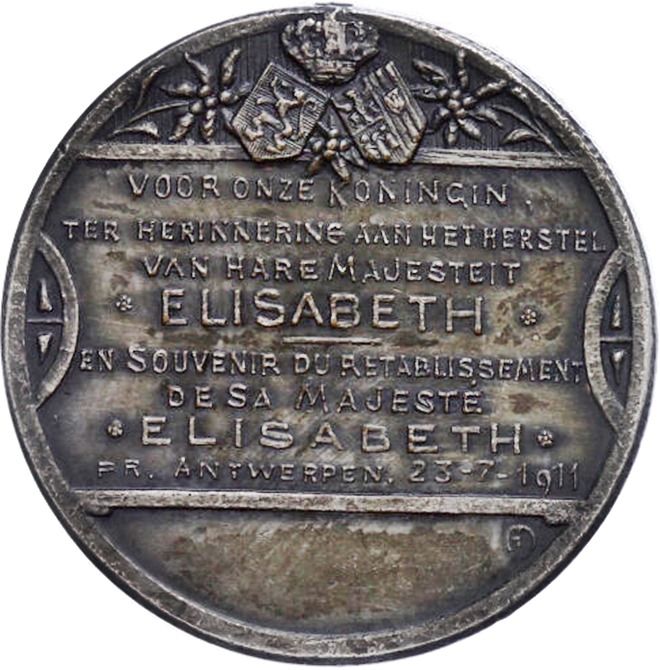 VOOR ONZE KONINGIN.
TER HERINNERING AAN HET HERSTEL
VAN HARE MAJESTEIT
* ELISABETH *
EN SOUVENIR DU RETABLISSEMENT
DE SA MAJESTÉ
* ELISABETH *
PR. ANTWERPEN. 23-7-1911